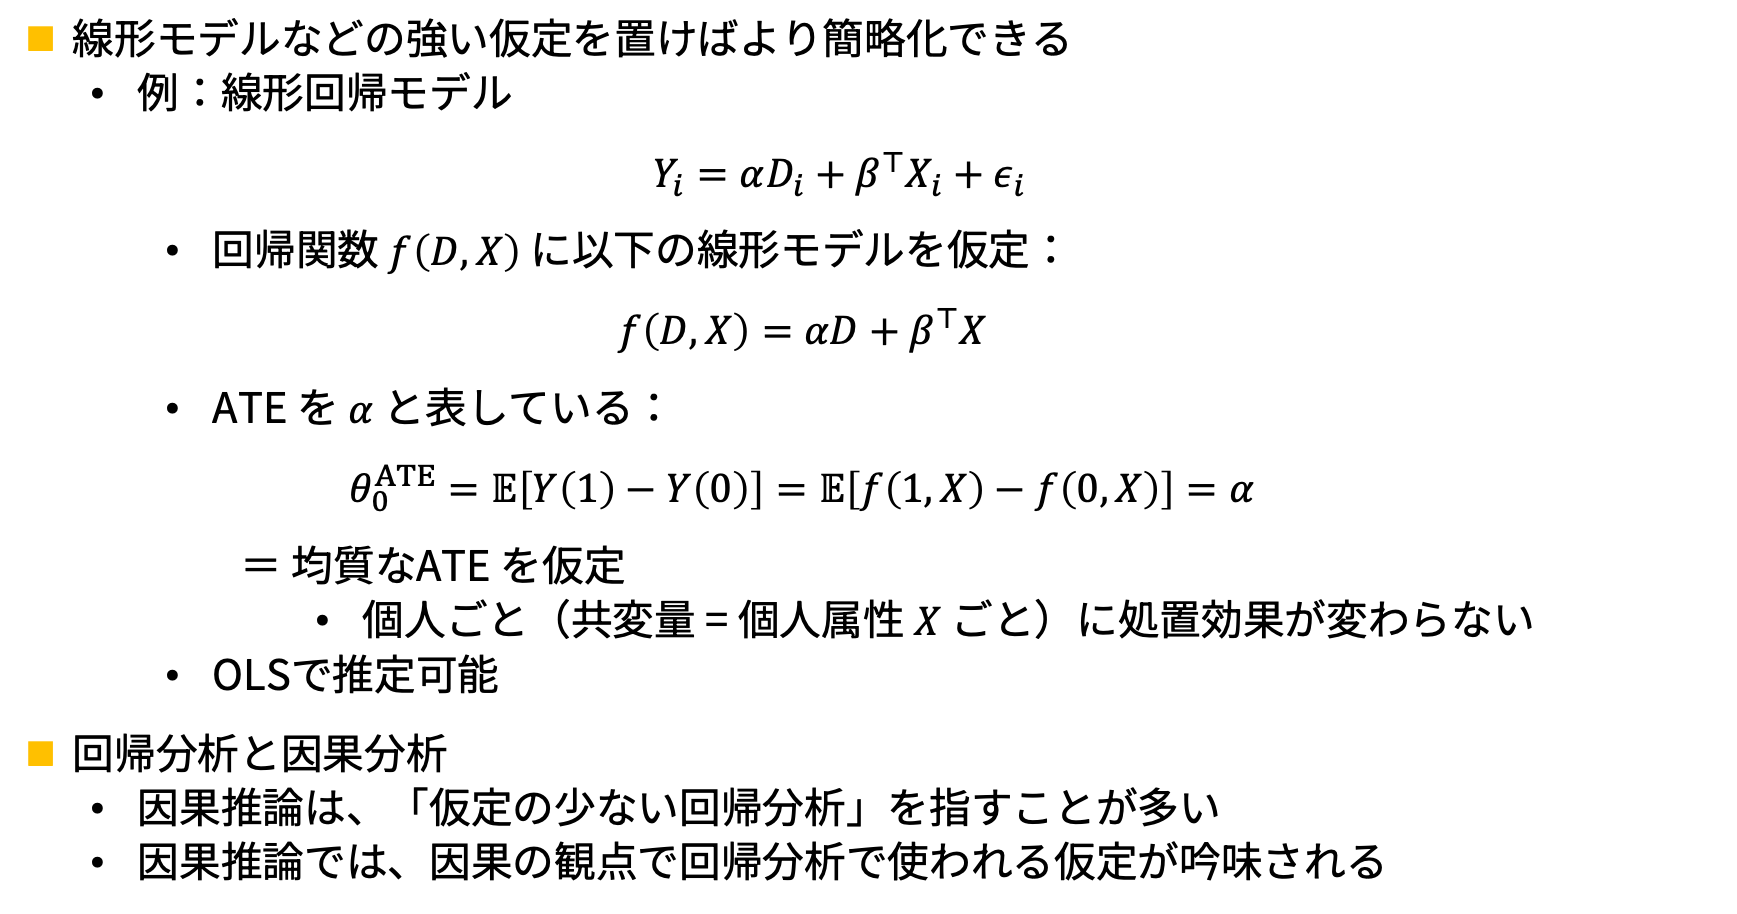 ■ 線形モデルなどの強い仮定を置けばより簡略化できる
• 例：線形回帰モデル
Y_i = αD_i + β^⊤X_i + ϵ_i
• 回帰関数 f(D, X) に以下の線形モデルを仮定：
f(D, X) = αD + β^⊤X
• ATE を α と表している：
θ_0^ATE = 𝔼[Y(1) − Y(0)] = 𝔼[f(1, X) − f(0, X)] = α
＝ 均質なATE を仮定
• 個人ごと（共変量 = 個人属性 X ごと）に処置効果が変わらない
• OLSで推定可能
■ 回帰分析と因果分析
• 因果推論は、「仮定の少ない回帰分析」を指すことが多い
• 因果推論では、因果の観点で回帰分析で使われる仮定が吟味される